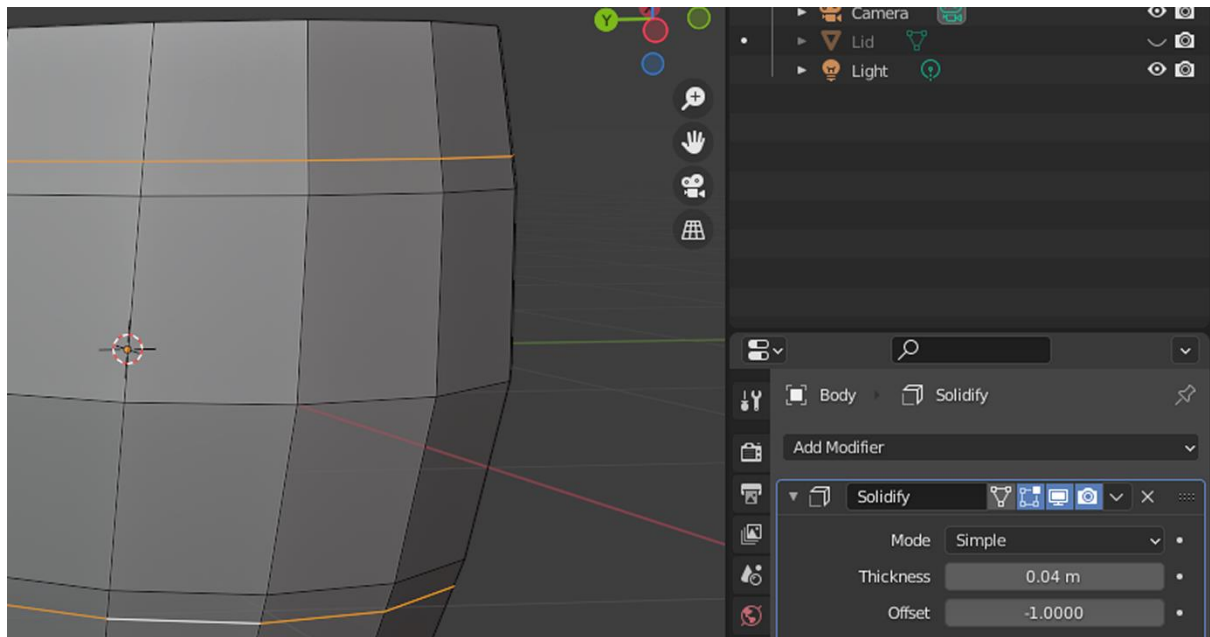 Camera
Y
Lid
Light
Body Solidify
Add Modifier
Solidify
Mode Simple
Thickness 0.04 m
Offset -1.0000